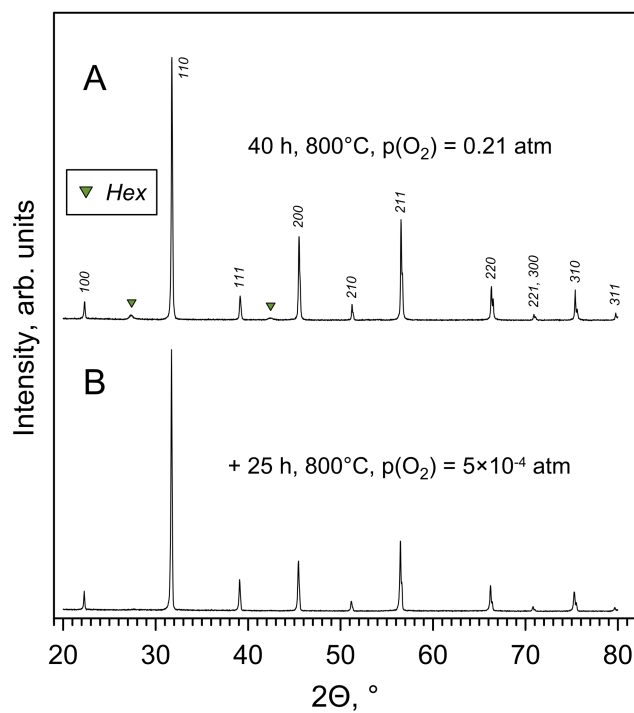 A
110
40 h, 800°C, p(O₂) = 0.21 atm
Hex
100
111
200
210
211
220
221, 300
310
311
B
+ 25 h, 800°C, p(O₂) = 5×10⁻⁴ atm
Intensity, arb. units
20 30 40 50 60 70 80
2Θ, °